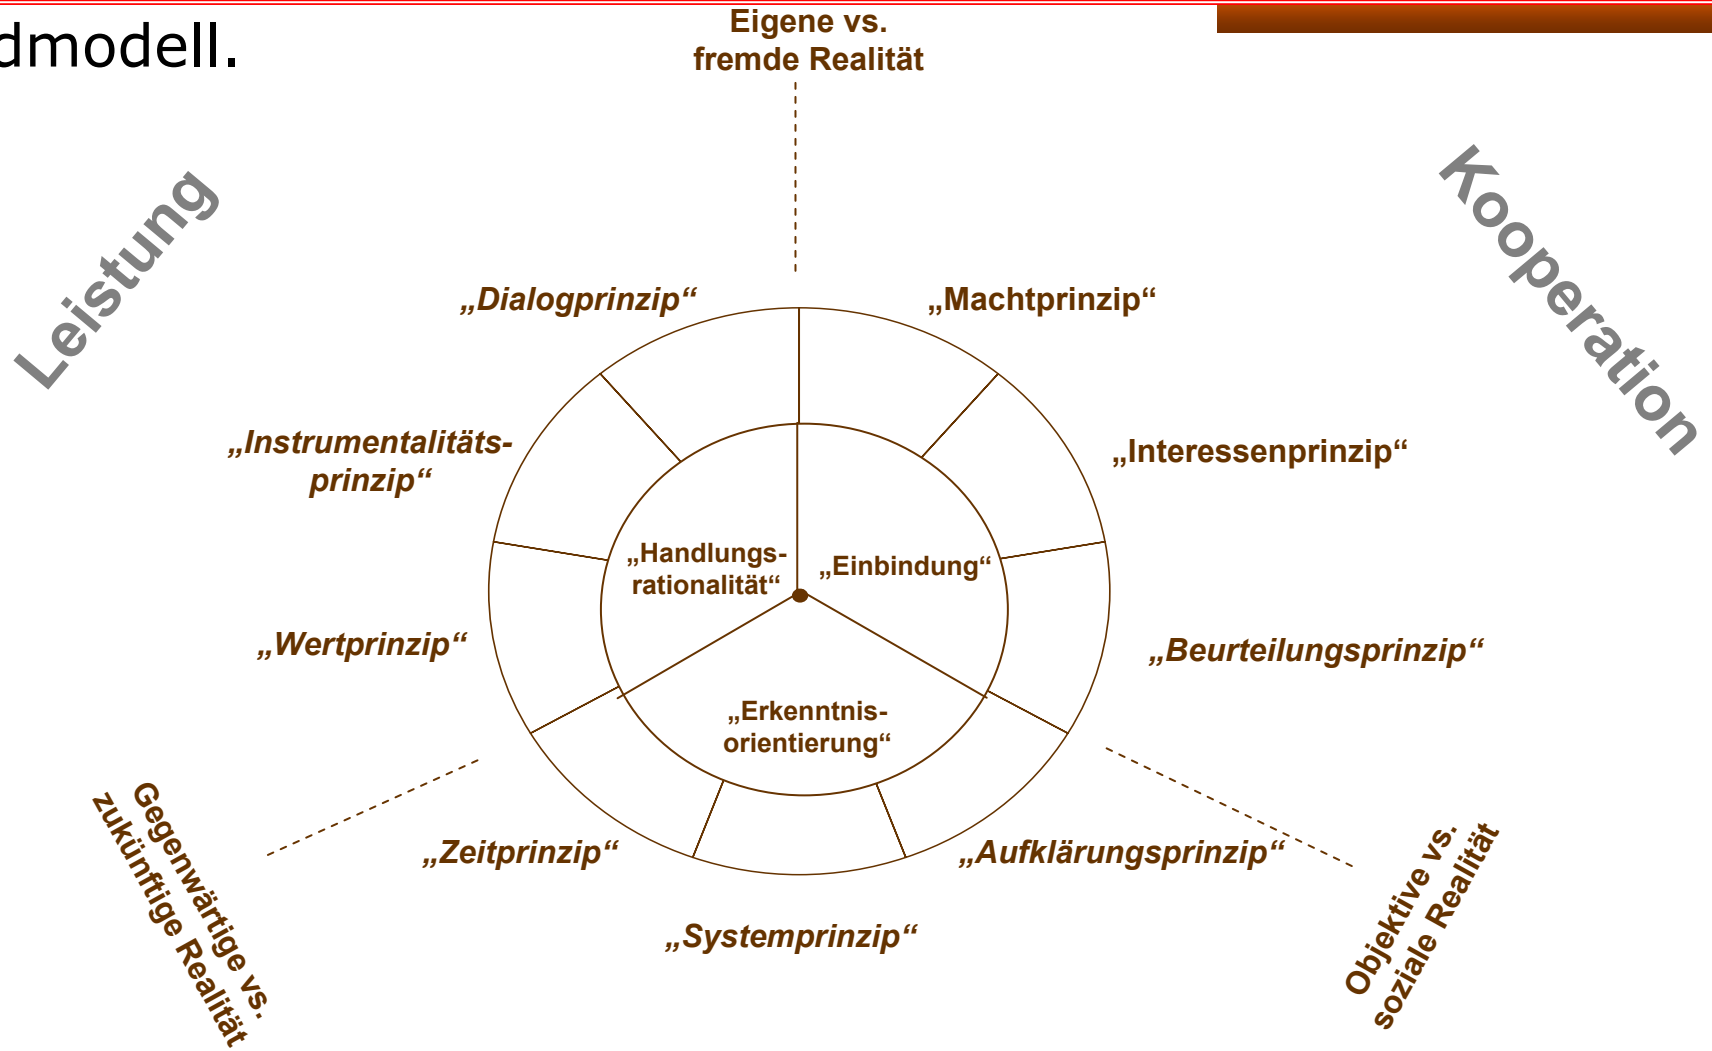 dmodell.
Eigene vs.
fremde Realität
Leistung
Kooperation
„Dialogprinzip“
„Machtprinzip“
„Instrumentalitäts-
prinzip“
„Interessenprinzip“
„Handlungs-
rationalität“
„Einbindung“
„Wertprinzip“
„Beurteilungsprinzip“
„Erkenntnis-
orientierung“
„Zeitprinzip“
„Aufklärungsprinzip“
„Systemprinzip“
Gegenwärtige vs.
zukünftige Realität
Objektive vs.
soziale Realität